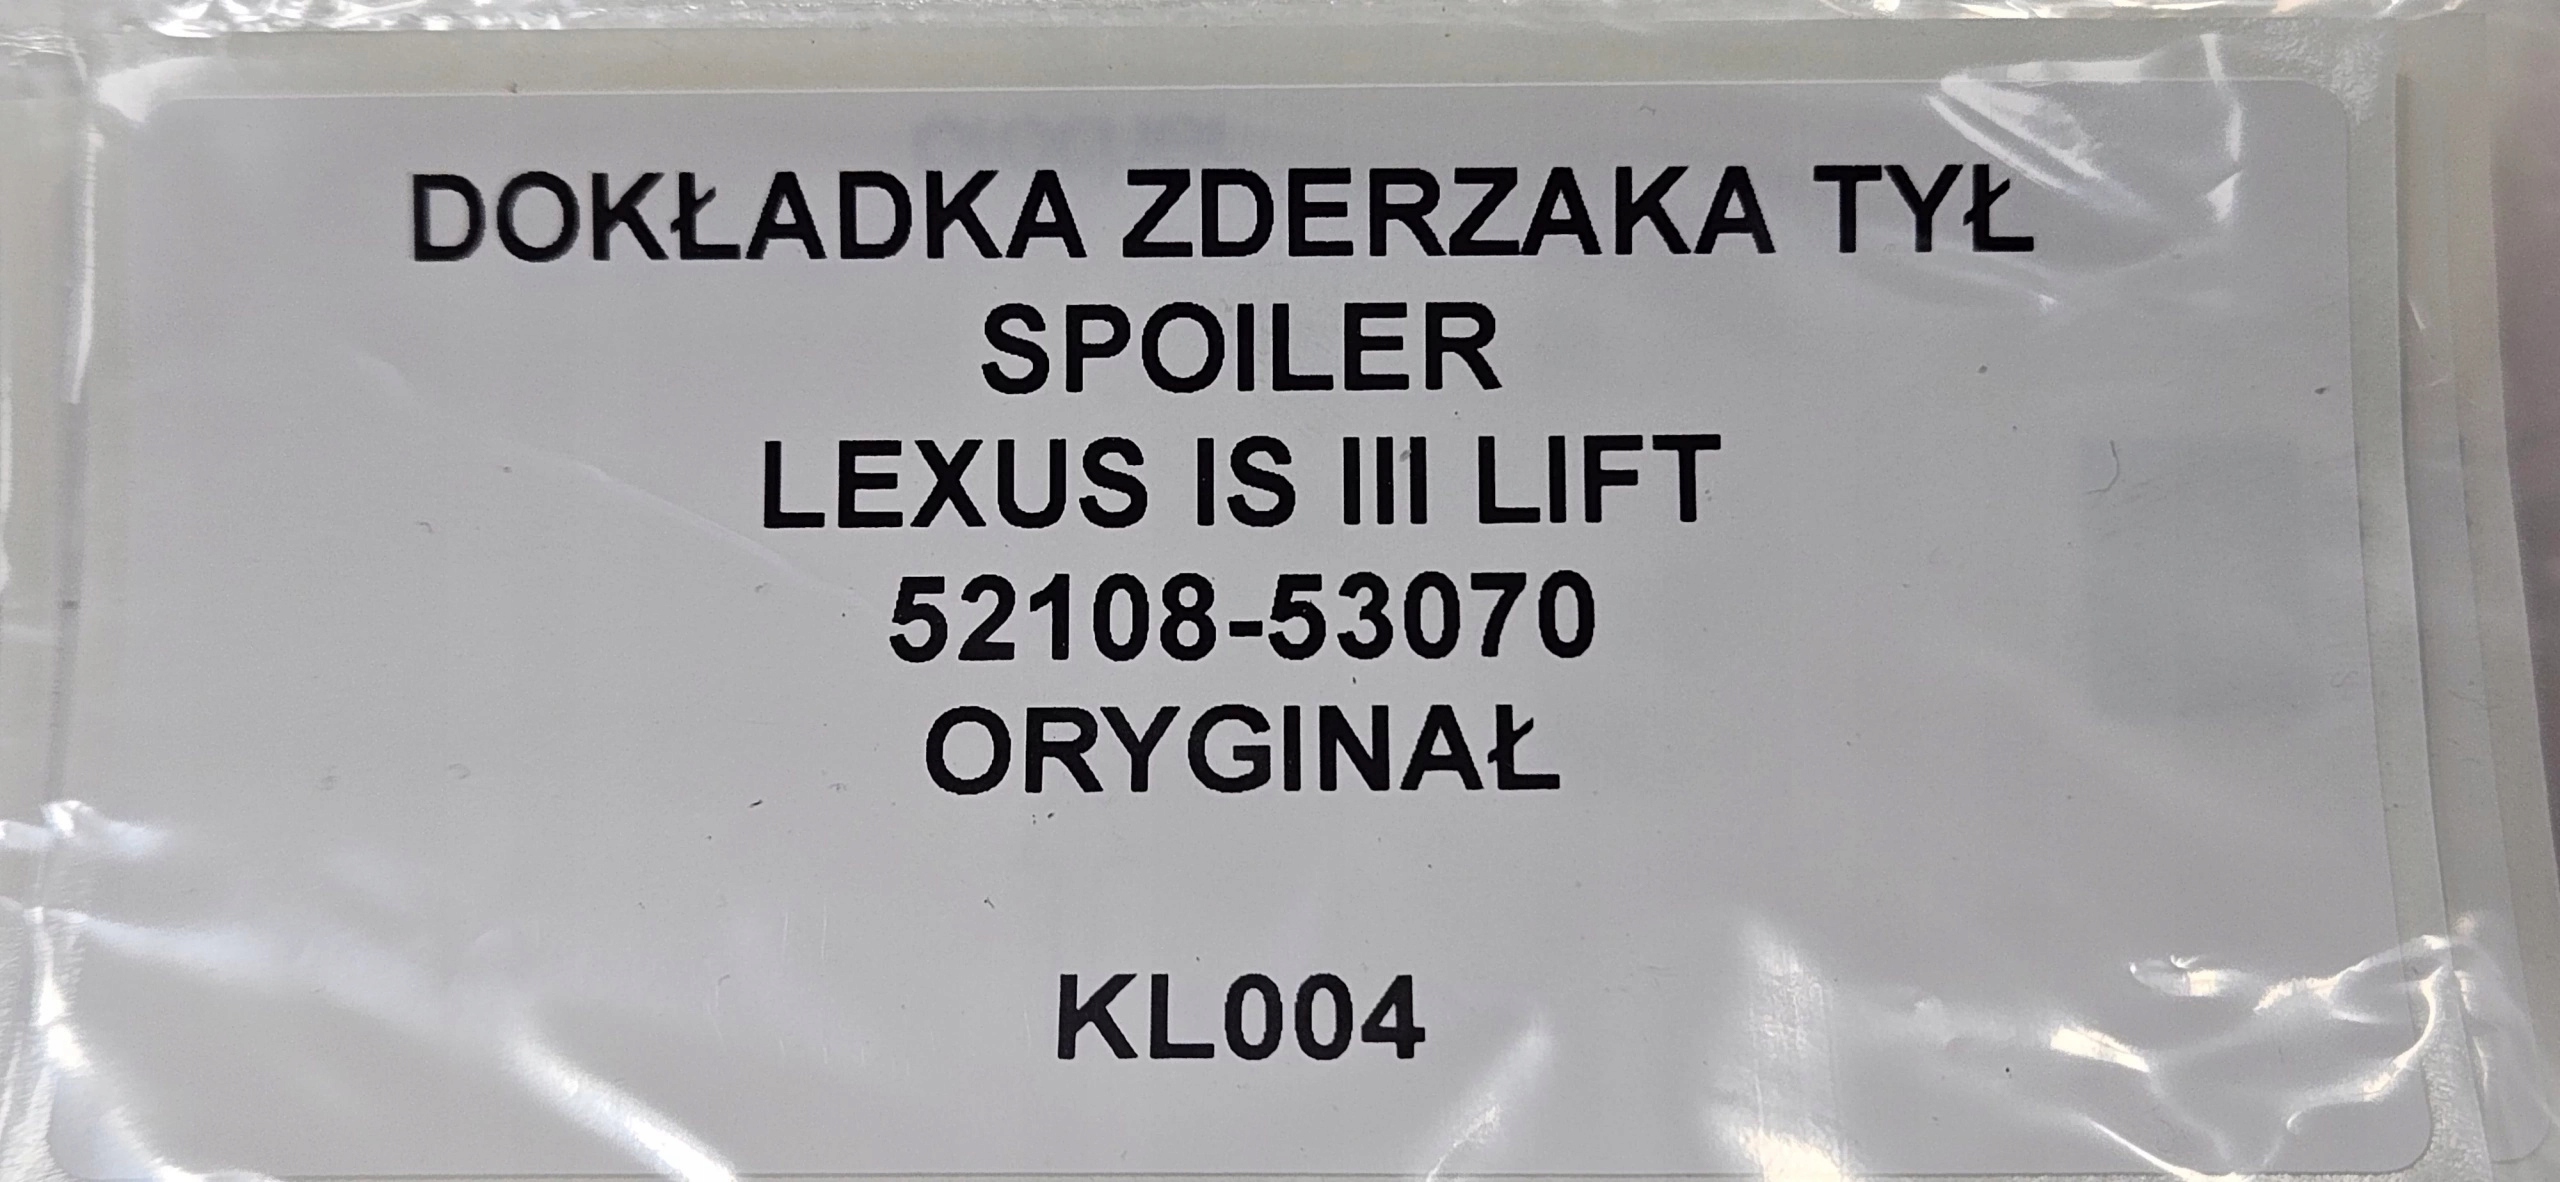 DOKŁADKA ZDERZAKA TYŁ
SPOILER
LEXUS IS III LIFT
52108-53070
ORYGINAŁ
KL004